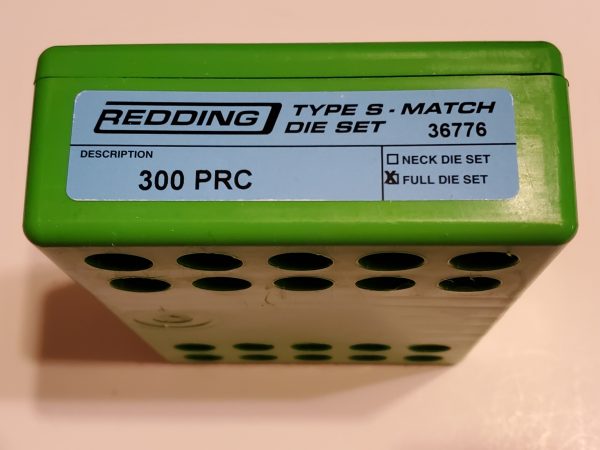 REDDING TYPE S - MATCH
DIE SET 36776
DESCRIPTION
300 PRC
NECK DIE SET
X FULL DIE SET